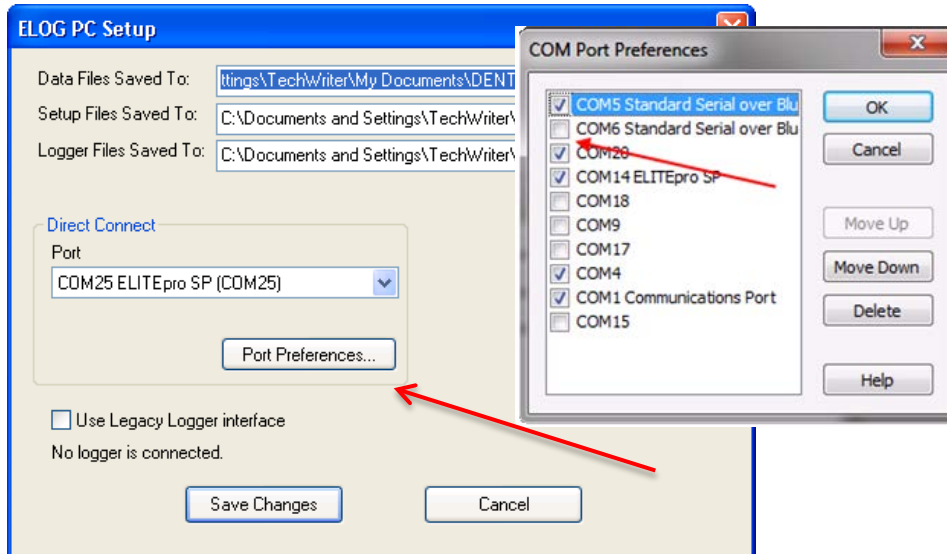 ELOG PC Setup
Data Files Saved To: ttings\TechWriter\My Documents\DENT
Setup Files Saved To: C:\Documents and Settings\TechWriter\
Logger Files Saved To: C:\Documents and Settings\TechWriter\
Direct Connect
Port
COM25 ELITEpro SP (COM25)
Port Preferences...
Use Legacy Logger interface
No logger is connected.
Save Changes
Cancel
COM Port Preferences
COM5 Standard Serial over Blu
COM6 Standard Serial over Blu
COM20
COM14 ELITEpro SP
COM18
COM9
COM17
COM4
COM1 Communications Port
COM15
OK
Cancel
Move Up
Move Down
Delete
Help